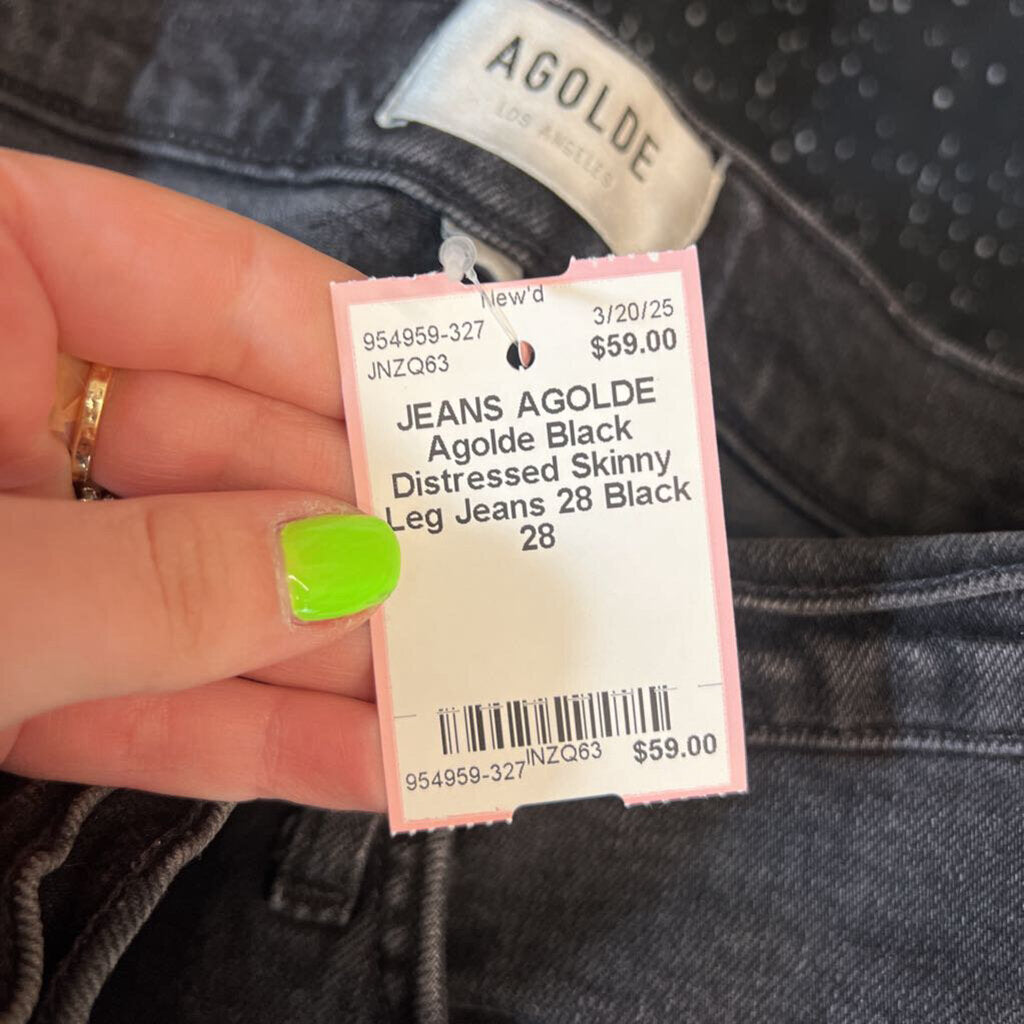 AGOLDE
LOS ANGELES
New'd
954959-327 3/20/25
JNZQ63 $59.00
JEANS AGOLDE
Agolde Black
Distressed Skinny
Leg Jeans 28 Black
28
954959-327 JNZQ63 $59.00